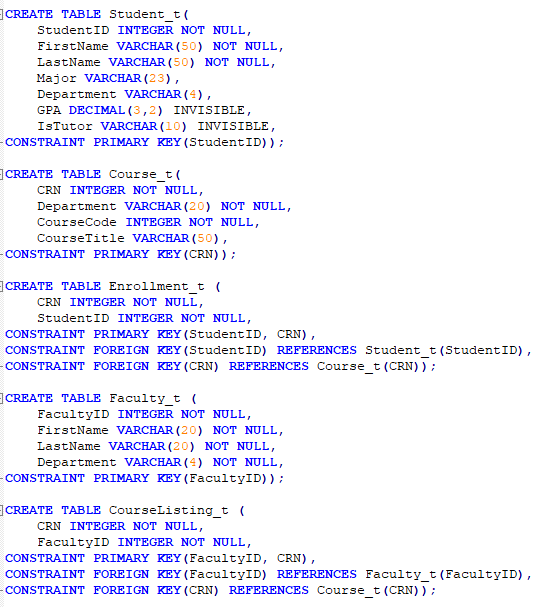 CREATE TABLE Student_t(
StudentID INTEGER NOT NULL,
FirstName VARCHAR(50) NOT NULL,
LastName VARCHAR(50) NOT NULL,
Major VARCHAR(23),
Department VARCHAR(4),
GPA DECIMAL(3,2) INVISIBLE,
IsTutor VARCHAR(10) INVISIBLE,
CONSTRAINT PRIMARY KEY(StudentID));
CREATE TABLE Course_t(
CRN INTEGER NOT NULL,
Department VARCHAR(20) NOT NULL,
CourseCode INTEGER NOT NULL,
CourseTitle VARCHAR(50),
CONSTRAINT PRIMARY KEY(CRN));
CREATE TABLE Enrollment_t (
CRN INTEGER NOT NULL,
StudentID INTEGER NOT NULL,
CONSTRAINT PRIMARY KEY(StudentID, CRN),
CONSTRAINT FOREIGN KEY(StudentID) REFERENCES Student_t(StudentID),
CONSTRAINT FOREIGN KEY(CRN) REFERENCES Course_t(CRN));
CREATE TABLE Faculty_t (
FacultyID INTEGER NOT NULL,
FirstName VARCHAR(20) NOT NULL,
LastName VARCHAR(20) NOT NULL,
Department VARCHAR(4) NOT NULL,
CONSTRAINT PRIMARY KEY(FacultyID));
CREATE TABLE CourseListing_t (
CRN INTEGER NOT NULL,
FacultyID INTEGER NOT NULL,
CONSTRAINT PRIMARY KEY(FacultyID, CRN),
CONSTRAINT FOREIGN KEY(FacultyID) REFERENCES Faculty_t(FacultyID),
CONSTRAINT FOREIGN KEY(CRN) REFERENCES Course_t(CRN));